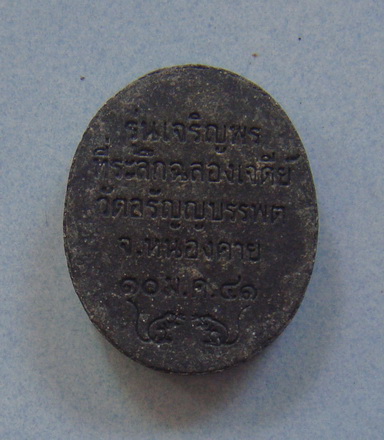 รุ่นเจริญพร
ที่ระลึกฉลองเจดีย์
วัดลรัญญบรรพต
จ.หนองคาย
๑๐ม.ค.๔๑